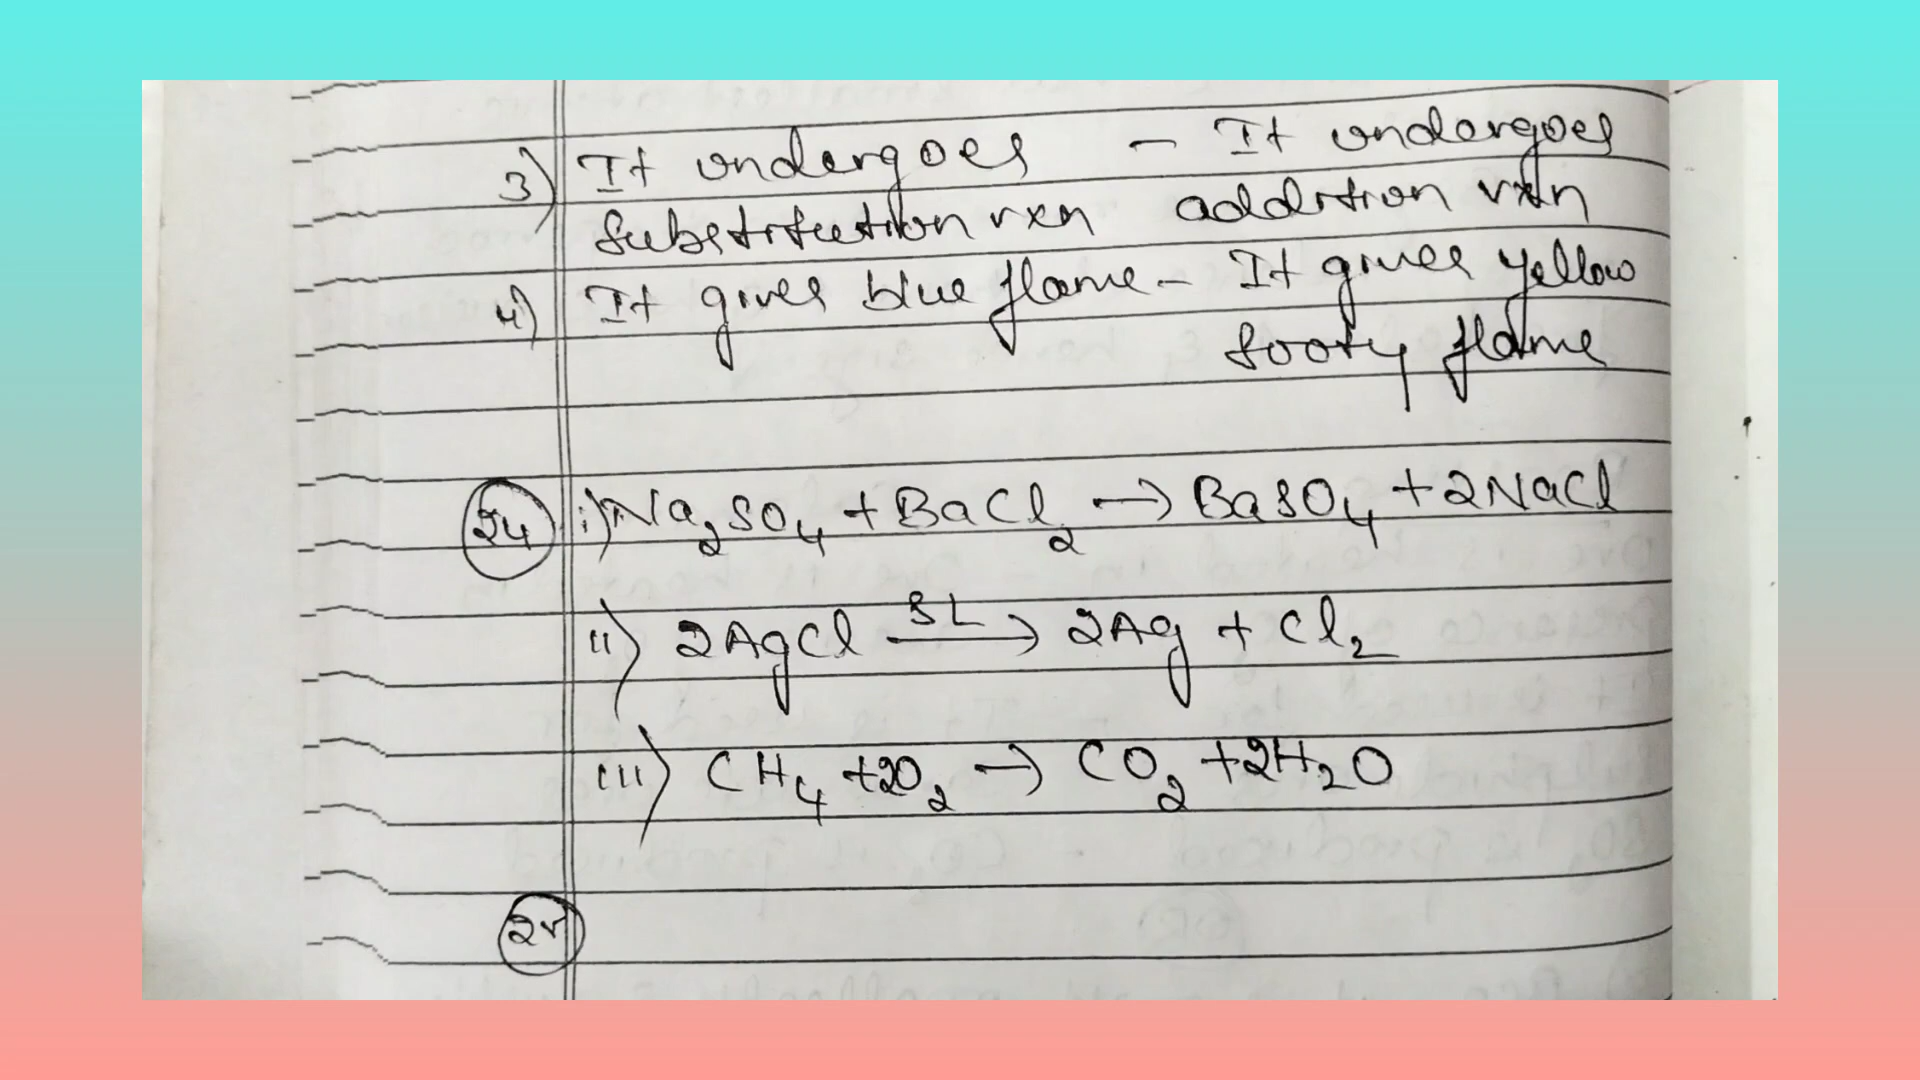 3) It undergoes – It undergoes
substitution rxn addition rxn
4) It gives blue flame – It gives yellow
sooty flame
24 i) Na₂SO₄ + BaCl₂ → BaSO₄ + 2NaCl
ii) 2AgCl SL → 2Ag + Cl₂
iii) CH₄ + 2O₂ → CO₂ + 2H₂O
25